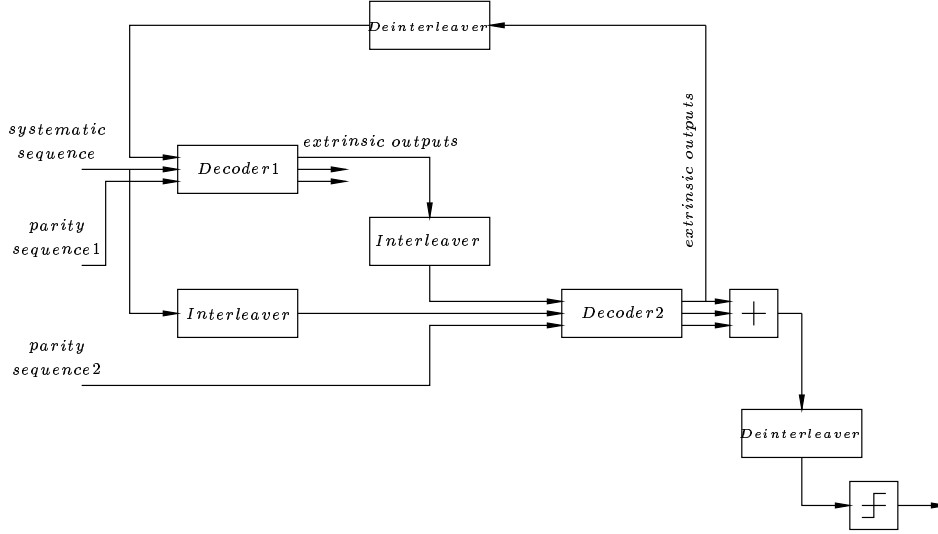 Deinterleaver
systematic
sequence
extrinsic outputs
Decoder1
extrinsic outputs
parity
sequence1
Interleaver
Interleaver
Decoder2
+
parity
sequence2
Deinterleaver